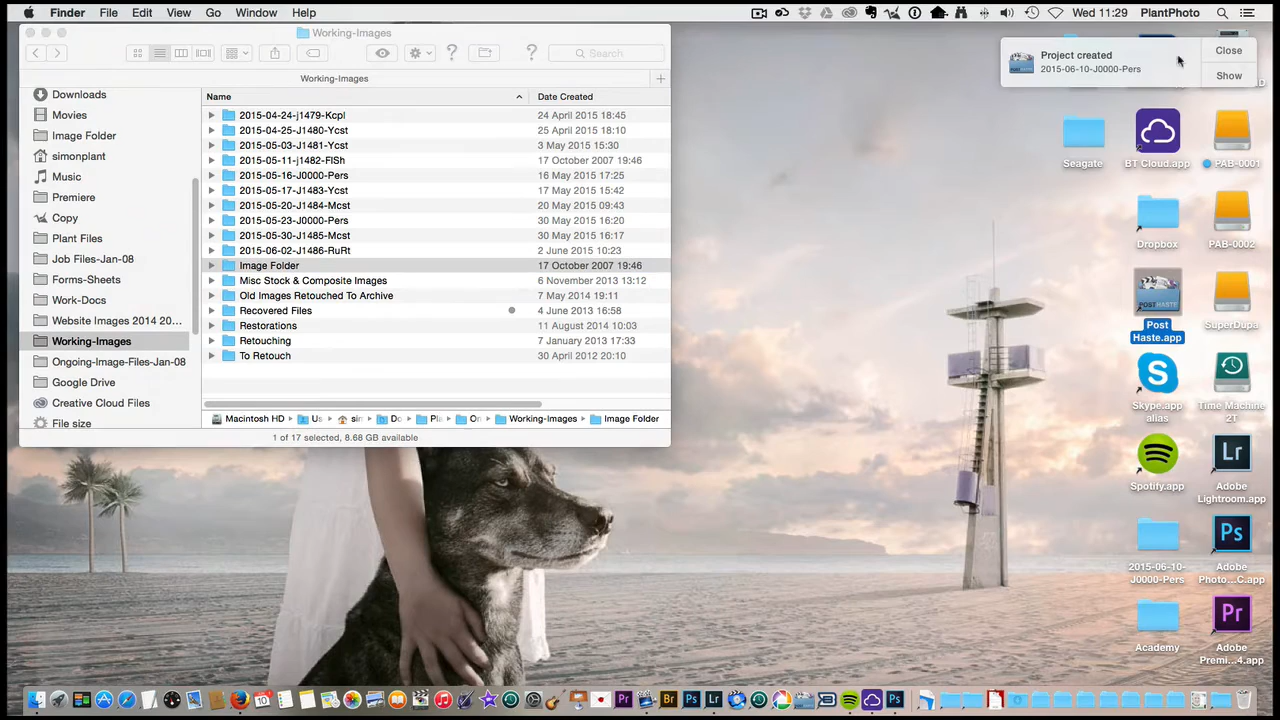 Finder File Edit View Go Window Help
Wed 11:29 PlantPhoto
Working-Images
Search
Working-Images
Name Date Created
Downloads
Movies
Image Folder
simonplant
Music
Premiere
Copy
Plant Files
Job Files-Jan-08
Forms-Sheets
Work-Docs
Website Images 2014 20...
Working-Images
Ongoing-Image-Files-Jan-08
Google Drive
Creative Cloud Files
File size
2015-04-24-j1479-Kcpl 24 April 2015 18:45
2015-04-25-J1480-Ycst 25 April 2015 18:10
2015-05-03-J1481-Ycst 3 May 2015 15:30
2015-05-11-j1482-FlSh 17 October 2007 19:46
2015-05-16-J0000-Pers 16 May 2015 17:25
2015-05-17-J1483-Ycst 17 May 2015 15:42
2015-05-20-J1484-Mcst 20 May 2015 09:43
2015-05-23-J0000-Pers 30 May 2015 16:20
2015-05-30-J1485-Mcst 30 May 2015 16:17
2015-06-02-J1486-RuRt 2 June 2015 10:23
Image Folder 17 October 2007 19:46
Misc Stock & Composite Images 6 November 2013 13:12
Old Images Retouched To Archive 7 May 2014 19:11
Recovered Files 4 June 2013 16:58
Restorations 11 August 2014 10:03
Retouching 7 January 2013 17:33
To Retouch 30 April 2012 20:10
Macintosh HD Us sim Do Pla On Working-Images Image Folder
1 of 17 selected, 8.68 GB available
Project created
2015-06-10-J0000-Pers
Close
Show
Seagate
BT Cloud.app
PAB-0001
Dropbox
PAB-0002
Post
Haste.app
SuperDupa
Skype.app
alias
Time Machine
2T
Spotify.app
Adobe
Lightroom.app
2015-06-10-
J0000-Pers
Adobe
Photo...C.app
Academy
Adobe
Premi...4.app